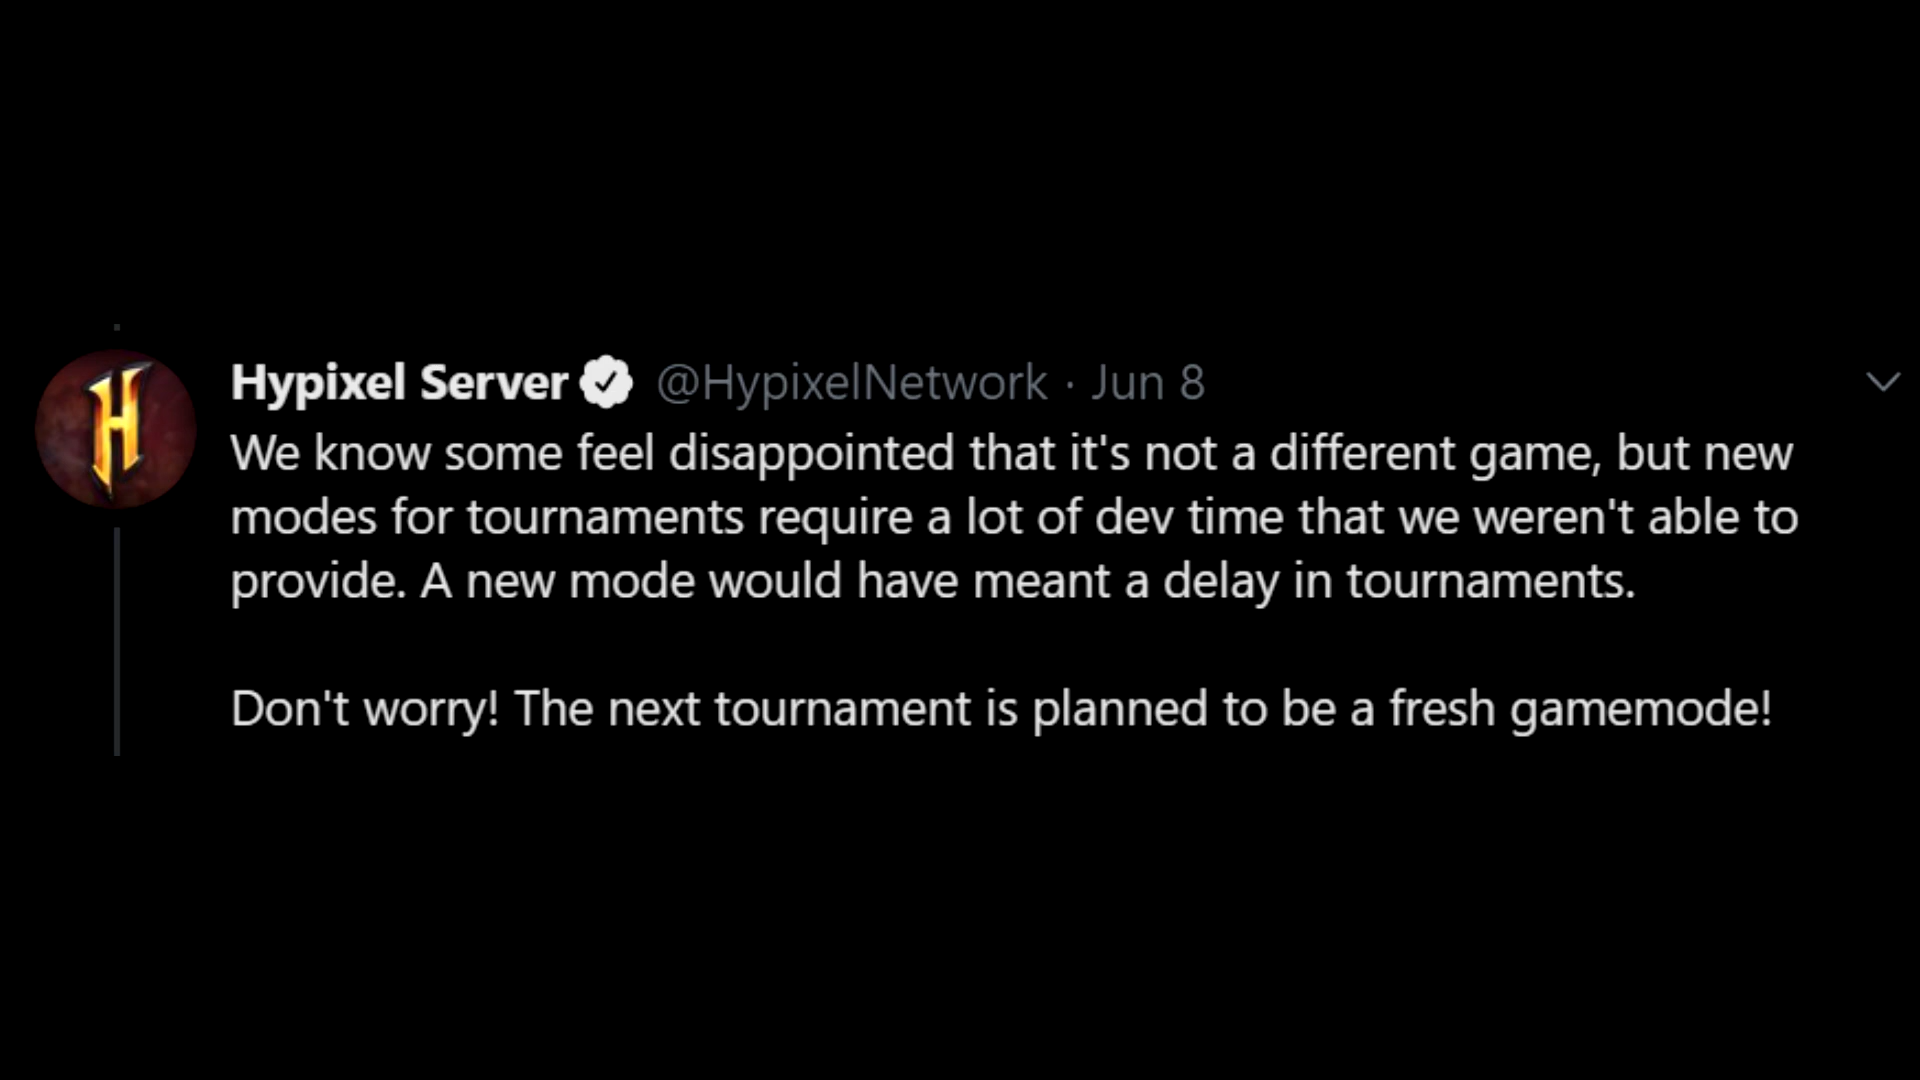 Hypixel Server @HypixelNetwork · Jun 8
We know some feel disappointed that it's not a different game, but new
modes for tournaments require a lot of dev time that we weren't able to
provide. A new mode would have meant a delay in tournaments.
Don't worry! The next tournament is planned to be a fresh gamemode!